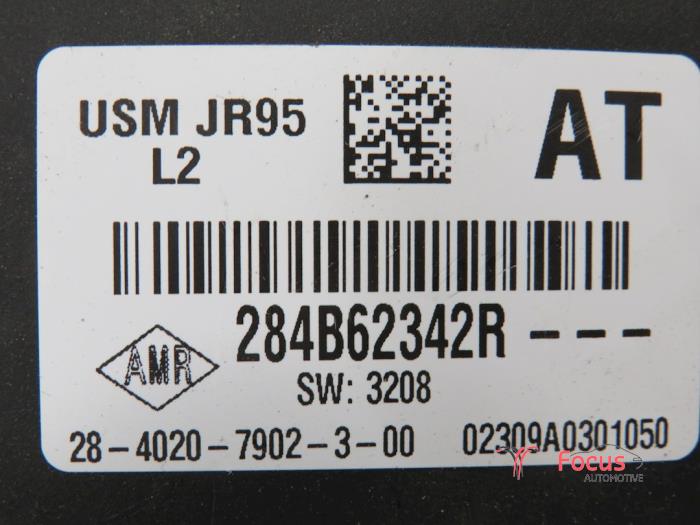 USM JR95
L2
AT
284B62342R---
AMR
SW: 3208
28-4020-7902-3-00 02309A0301050
Focus
AUTOMOTIVE